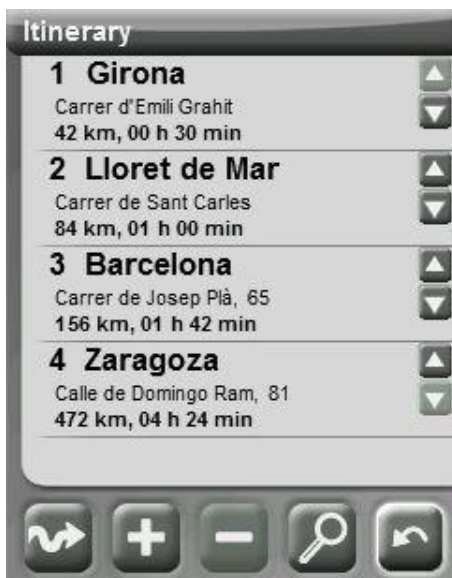 Itinerary
1 Girona
Carrer d'Emili Grahit
42 km, 00 h 30 min
2 Lloret de Mar
Carrer de Sant Carles
84 km, 01 h 00 min
3 Barcelona
Carrer de Josep Plà, 65
156 km, 01 h 42 min
4 Zaragoza
Calle de Domingo Ram, 81
472 km, 04 h 24 min